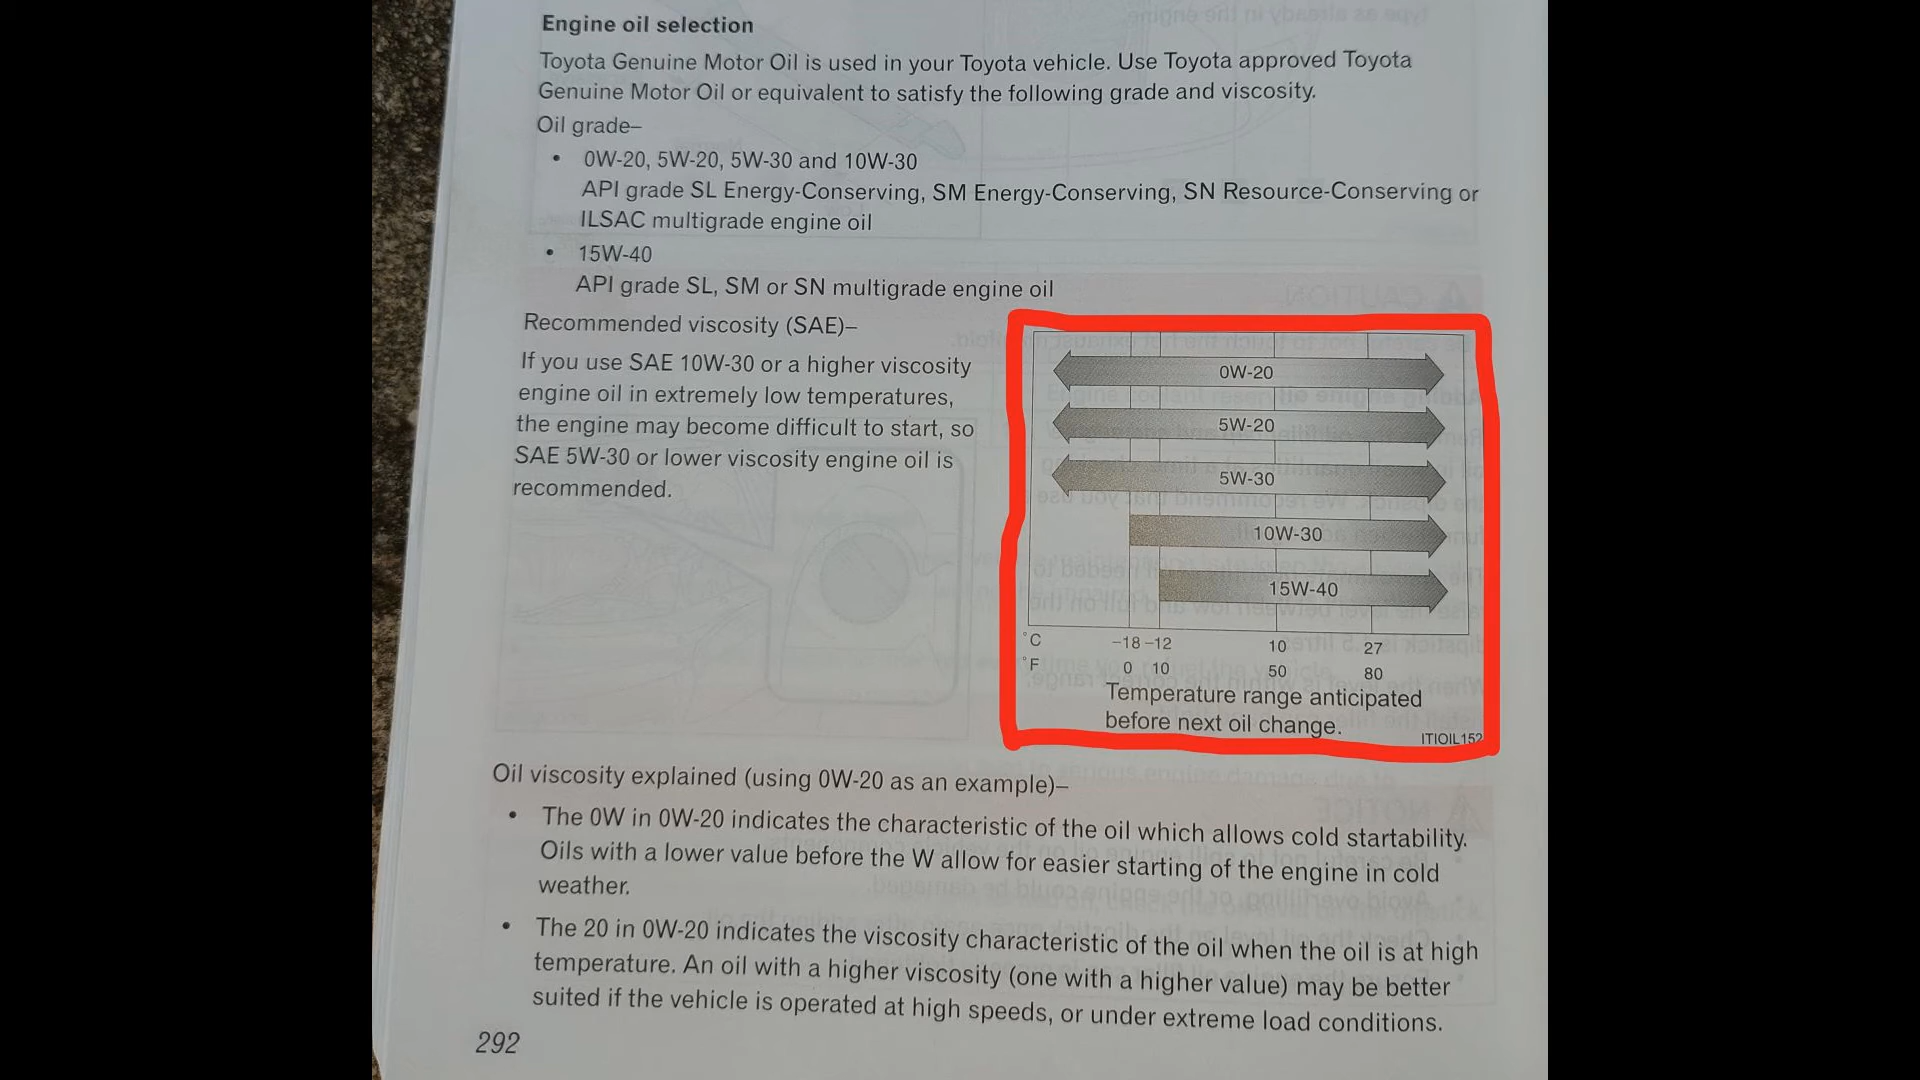 Engine oil selection
Toyota Genuine Motor Oil is used in your Toyota vehicle. Use Toyota approved Toyota
Genuine Motor Oil or equivalent to satisfy the following grade and viscosity.
Oil grade–
• 0W-20, 5W-20, 5W-30 and 10W-30
API grade SL Energy-Conserving, SM Energy-Conserving, SN Resource-Conserving or
ILSAC multigrade engine oil
• 15W-40
API grade SL, SM or SN multigrade engine oil
Recommended viscosity (SAE)–
If you use SAE 10W-30 or a higher viscosity
engine oil in extremely low temperatures,
the engine may become difficult to start, so
SAE 5W-30 or lower viscosity engine oil is
recommended.
0W-20
5W-20
5W-30
10W-30
15W-40
°C −18 −12 10 27
°F 0 10 50 80
Temperature range anticipated
before next oil change.
ITIOIL152
Oil viscosity explained (using 0W-20 as an example)–
• The 0W in 0W-20 indicates the characteristic of the oil which allows cold startability.
Oils with a lower value before the W allow for easier starting of the engine in cold
weather.
• The 20 in 0W-20 indicates the viscosity characteristic of the oil when the oil is at high
temperature. An oil with a higher viscosity (one with a higher value) may be better
suited if the vehicle is operated at high speeds, or under extreme load conditions.
292